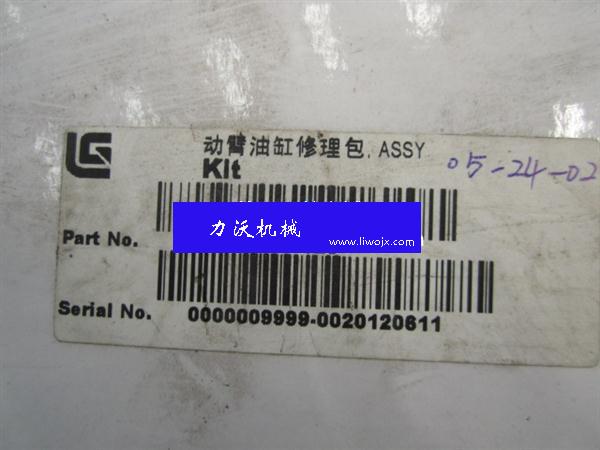 LG
动臂油缸修理包, ASSY
Kit
05-24-02
Part No.
力沃机械
www.liwojx.com
Serial No.
0000009999-0020120611